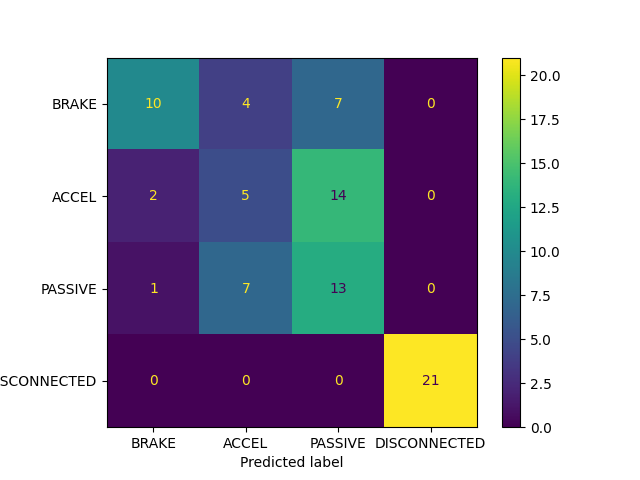 BRAKE 10 4 7 0
ACCEL 2 5 14 0
PASSIVE 1 7 13 0
SCONNECTED 0 0 0 21
BRAKE ACCEL PASSIVE DISCONNECTED
Predicted label
20.0
17.5
15.0
12.5
10.0
7.5
5.0
2.5
0.0